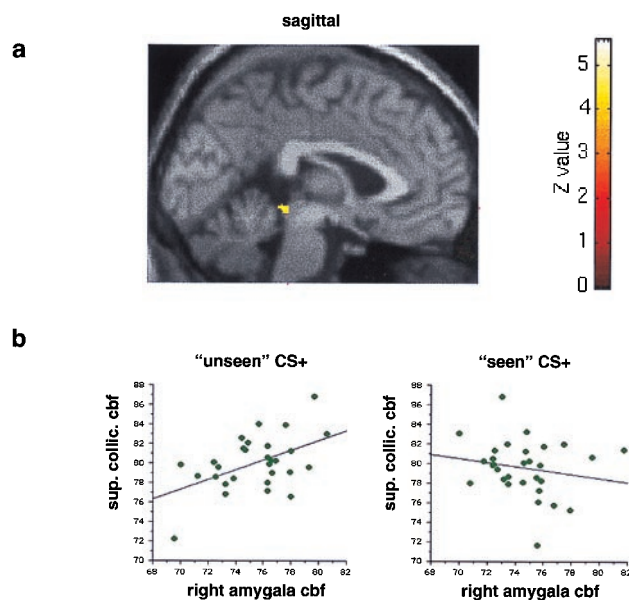 sagittal
a
5
4
3
2
1
0
Z value
b
"unseen" CS+
"seen" CS+
88
86
84
82
80
78
76
74
72
70
68 70 72 74 76 78 80 82
sup. collic. cbf
right amygala cbf
88
86
84
82
80
78
76
74
72
70
68 70 72 74 76 78 80 82
sup. collic. cbf
right amygala cbf